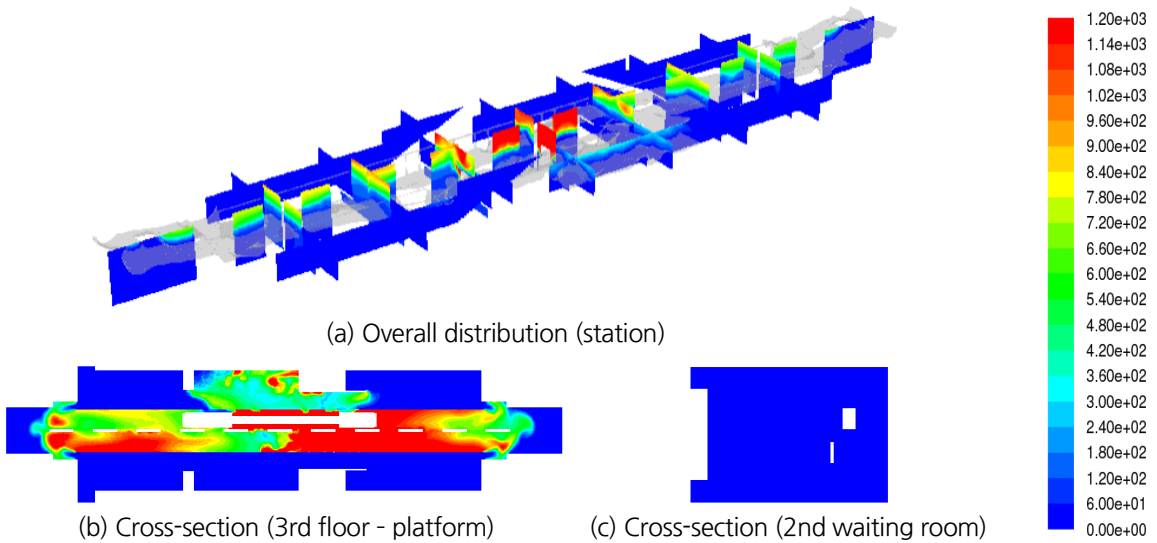 1.20e+03
1.14e+03
1.08e+03
1.02e+03
9.60e+02
9.00e+02
8.40e+02
7.80e+02
7.20e+02
6.60e+02
6.00e+02
5.40e+02
4.80e+02
4.20e+02
3.60e+02
3.00e+02
2.40e+02
1.80e+02
1.20e+02
6.00e+01
0.00e+00
(a) Overall distribution (station)
(b) Cross-section (3rd floor - platform)
(c) Cross-section (2nd waiting room)